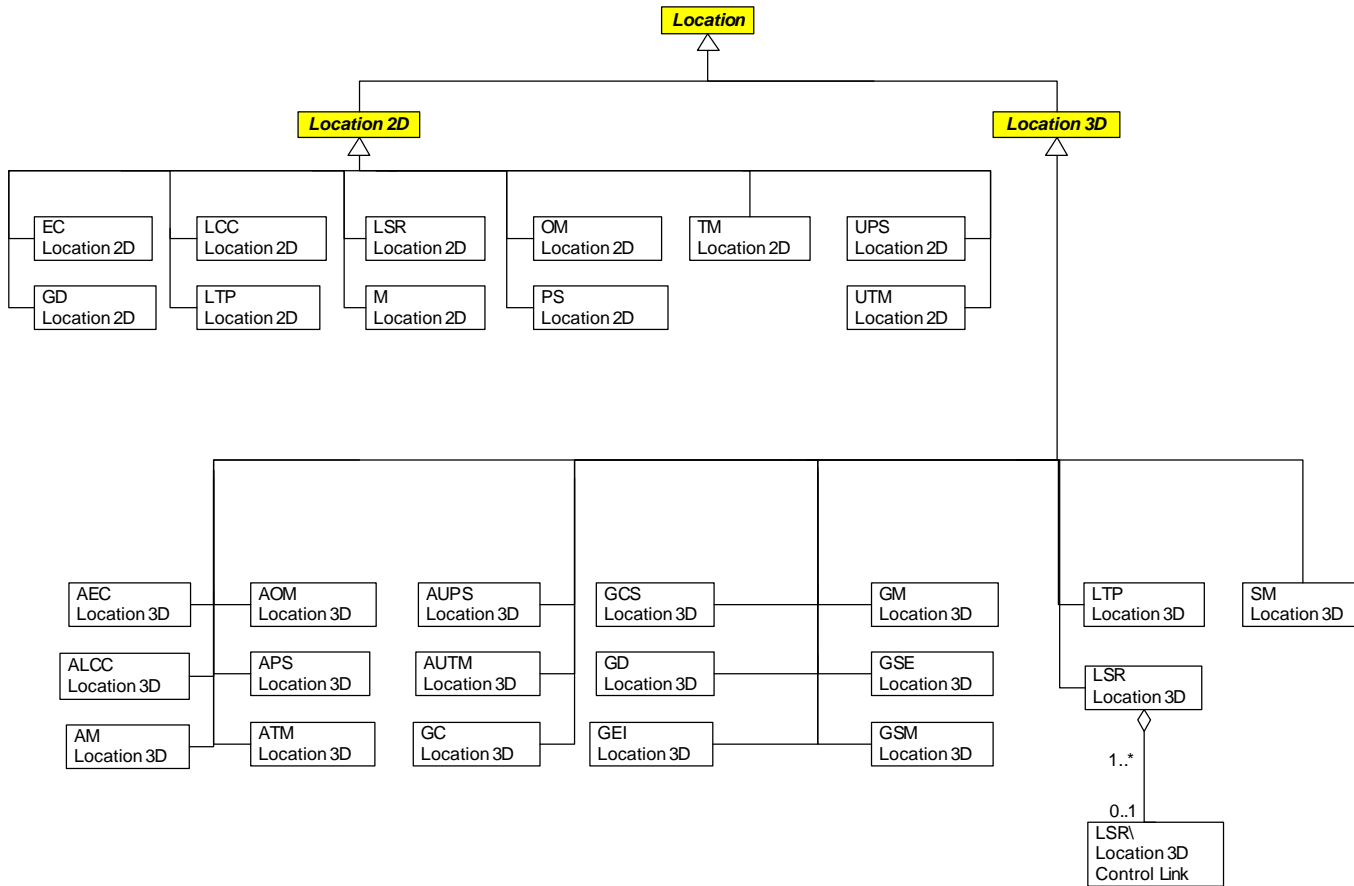 Location
Location 2D
Location 3D
EC
Location 2D
LCC
Location 2D
LSR
Location 2D
OM
Location 2D
TM
Location 2D
UPS
Location 2D
GD
Location 2D
LTP
Location 2D
M
Location 2D
PS
Location 2D
UTM
Location 2D
AEC
Location 3D
AOM
Location 3D
AUPS
Location 3D
GCS
Location 3D
GM
Location 3D
LTP
Location 3D
SM
Location 3D
ALCC
Location 3D
APS
Location 3D
AUTM
Location 3D
GD
Location 3D
GSE
Location 3D
LSR
Location 3D
AM
Location 3D
ATM
Location 3D
GC
Location 3D
GEI
Location 3D
GSM
Location 3D
1..*
0..1
LSR\
Location 3D
Control Link